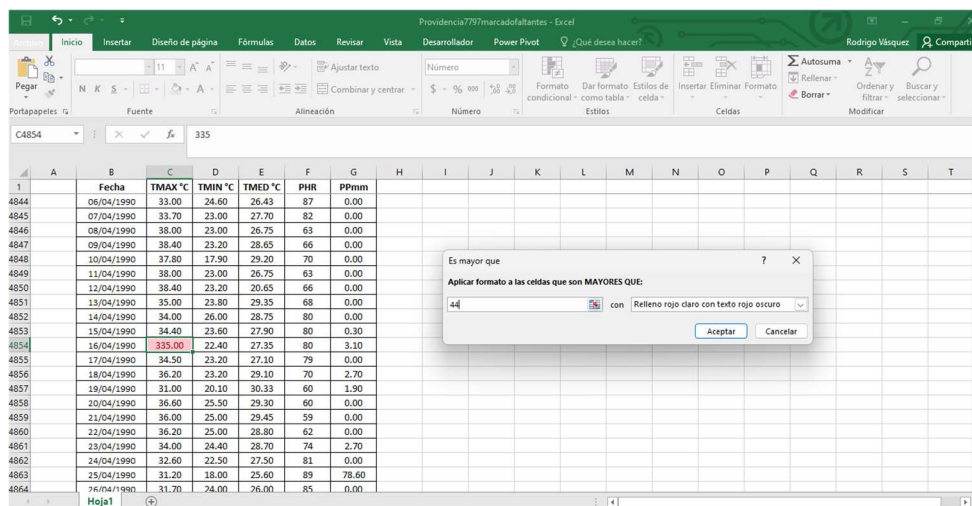 Providencia7797marcadofaltantes - Excel
Archivo Inicio Insertar Diseño de página Fórmulas Datos Revisar Vista Desarrollador Power Pivot ¿Qué desea hacer? Rodrigo Vásquez Comparti
Pegar
11 A A Ajustar texto Número
N K S A Combinar y centrar $ % 000
Formato condicional Dar formato como tabla Estilos de celda Insertar Eliminar Formato
Autosuma
Rellenar
Borrar
Ordenar y filtrar Buscar y seleccionar
Portapapeles Fuente Alineación Número Estilos Celdas Modificar
C4854 fx 335
A B C D E F G H I J K L M N O P Q R S T
1 Fecha TMAX °C TMIN °C TMED °C PHR PPmm
4844 06/04/1990 33.00 24.60 26.43 87 0.00
4845 07/04/1990 33.70 23.00 27.70 82 0.00
4846 08/04/1990 38.00 23.00 26.75 63 0.00
4847 09/04/1990 38.40 23.20 28.65 66 0.00
4848 10/04/1990 37.80 17.90 29.20 70 0.00
4849 11/04/1990 38.00 23.00 26.75 63 0.00
4850 12/04/1990 38.40 23.20 20.65 66 0.00
4851 13/04/1990 35.00 23.80 29.35 68 0.00
4852 14/04/1990 34.00 26.00 28.75 80 0.00
4853 15/04/1990 34.40 23.60 27.90 80 0.30
4854 16/04/1990 335.00 22.40 27.35 80 3.10
4855 17/04/1990 34.50 23.20 27.10 79 0.00
4856 18/04/1990 36.20 23.20 29.10 70 2.70
4857 19/04/1990 31.00 20.10 30.33 60 1.90
4858 20/04/1990 36.60 25.50 29.30 60 0.00
4859 21/04/1990 36.00 25.00 29.45 59 0.00
4860 22/04/1990 36.20 25.00 28.80 62 0.00
4861 23/04/1990 34.00 24.40 28.70 74 2.70
4862 24/04/1990 32.60 22.50 27.50 81 0.00
4863 25/04/1990 31.20 18.00 25.60 89 78.60
4864 26/04/1990 31.70 24.00 26.00 85 0.00
Es mayor que ? ×
Aplicar formato a las celdas que son MAYORES QUE:
44 con Relleno rojo claro con texto rojo oscuro
Aceptar Cancelar
Hoja1